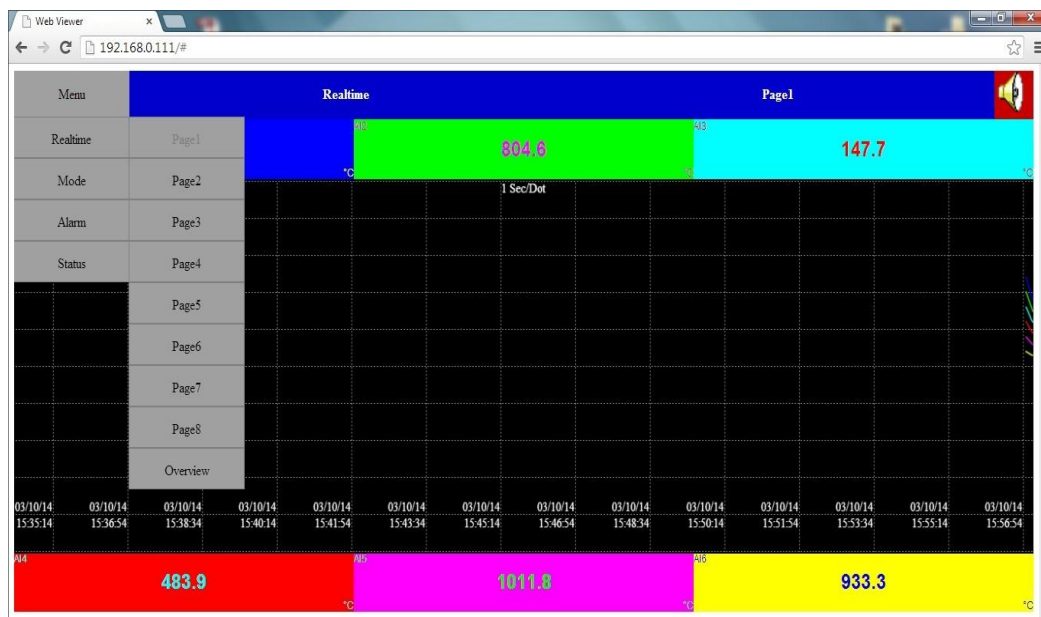 Web Viewer
192.168.0.111/#
Menu Realtime Page1
Realtime Page1 AI2 804.6 °C AI3 147.7 °C
°C
Mode Page2
1 Sec/Dot
Alarm Page3
Status Page4
Page5
Page6
Page7
Page8
Overview
03/10/14 03/10/14 03/10/14 03/10/14 03/10/14 03/10/14 03/10/14 03/10/14 03/10/14 03/10/14 03/10/14 03/10/14 03/10/14 03/10/14
15:35:14 15:36:54 15:38:34 15:40:14 15:41:54 15:43:34 15:45:14 15:46:54 15:48:34 15:50:14 15:51:54 15:53:34 15:55:14 15:56:54
AI4 AI5 AI6
483.9 1011.8 933.3
°C °C °C